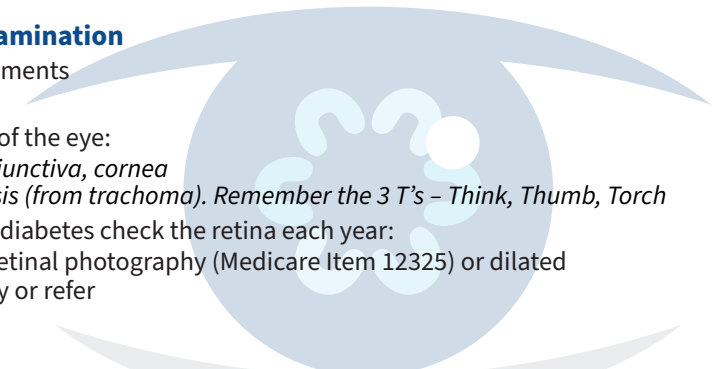 amination
ments
of the eye:
junctiva, cornea
sis (from trachoma). Remember the 3 T’s – Think, Thumb, Torch
diabetes check the retina each year:
etinal photography (Medicare Item 12325) or dilated
y or refer